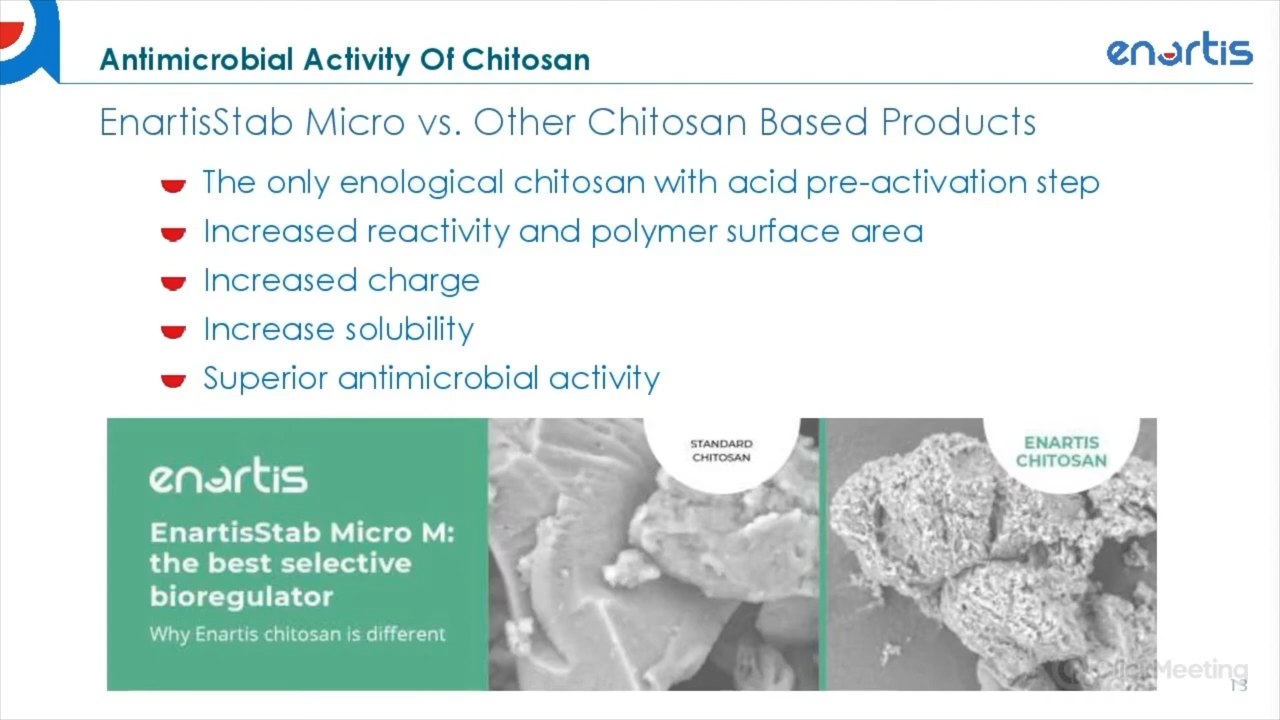 Antimicrobial Activity Of Chitosan
enartis
EnartisStab Micro vs. Other Chitosan Based Products
The only enological chitosan with acid pre-activation step
Increased reactivity and polymer surface area
Increased charge
Increase solubility
Superior antimicrobial activity
enartis
EnartisStab Micro M:
the best selective
bioregulator
Why Enartis chitosan is different
STANDARD
CHITOSAN
ENARTIS
CHITOSAN
ClickMeeting
13